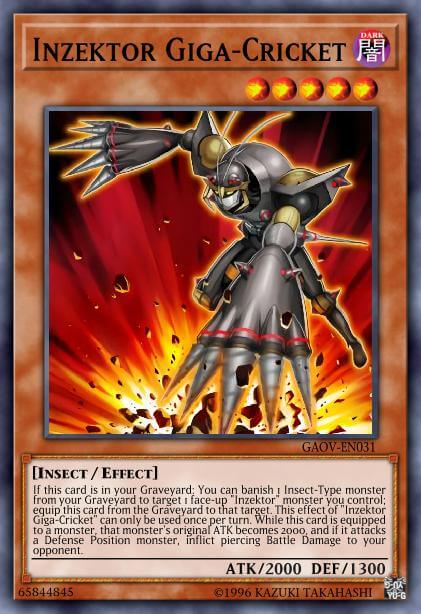 INZEKTOR GIGA-CRICKET
DARK
闇
GAOV-EN031
[INSECT / EFFECT]
If this card is in your Graveyard: You can banish 1 Insect-Type monster
from your Graveyard to target 1 face-up "Inzektor" monster you control;
equip this card from the Graveyard to that target. This effect of "Inzektor
Giga-Cricket" can only be used once per turn. While this card is equipped
to a monster, that monster's original ATK becomes 2000, and if it attacks
a Defense Position monster, inflict piercing Battle Damage to your
opponent.
ATK/2000 DEF/1300
65844845
©1996 KAZUKI TAKAHASHI